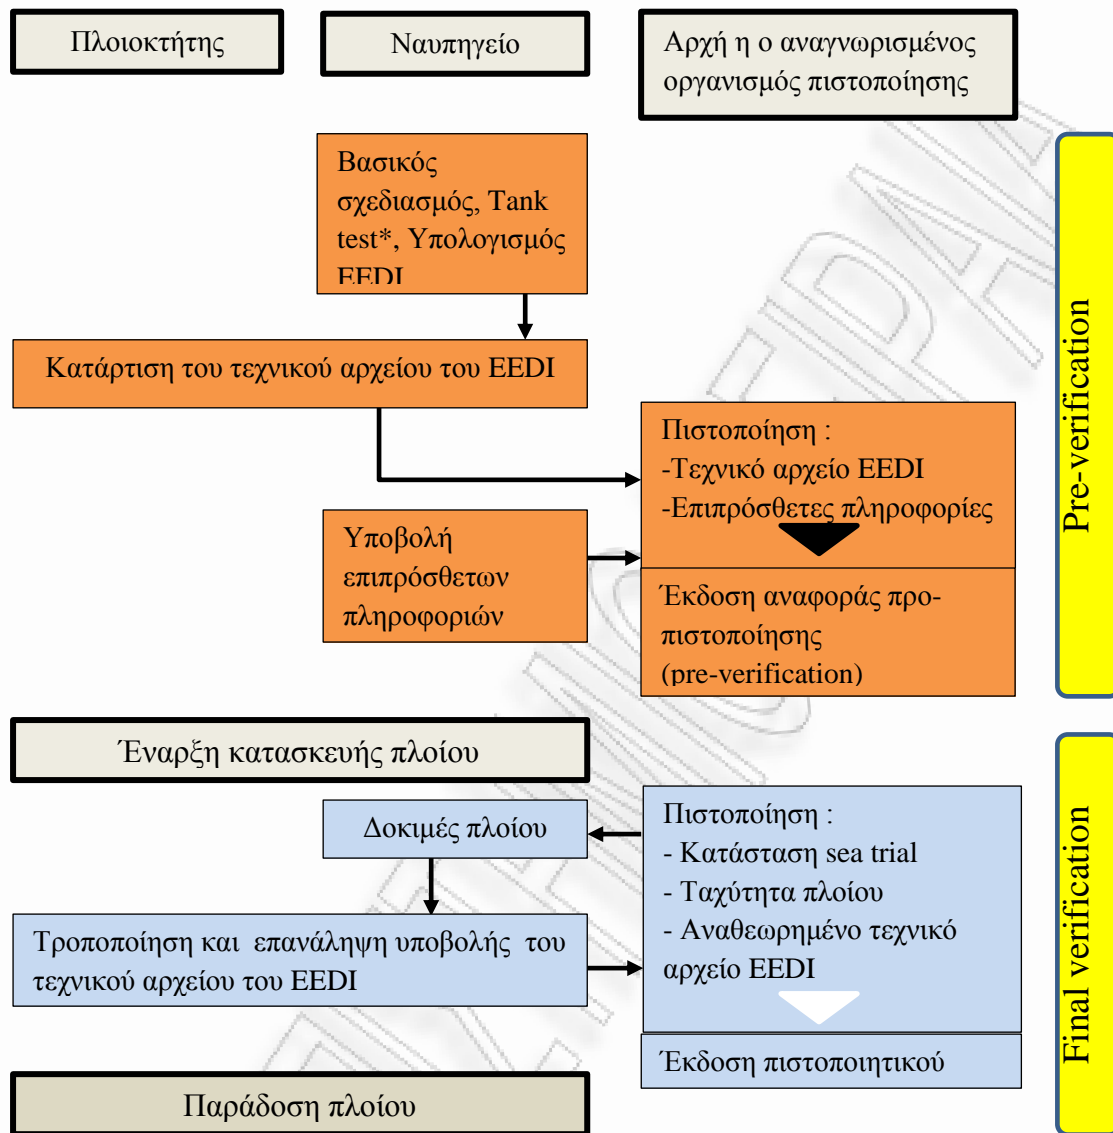 Πλοιοκτήτης
Ναυπηγείο
Αρχή η ο αναγνωρισμένος
οργανισμός πιστοποίησης
Βασικός
σχεδιασμός, Tank
test*, Υπολογισμός
EEDI
Κατάρτιση του τεχνικού αρχείου του EEDI
Πιστοποίηση :
-Τεχνικό αρχείο EEDI
-Επιπρόσθετες πληροφορίες
Υποβολή
επιπρόσθετων
πληροφοριών
Έκδοση αναφοράς προ-
πιστοποίησης
(pre-verification)
Pre-verification
Έναρξη κατασκευής πλοίου
Δοκιμές πλοίου
Πιστοποίηση :
- Κατάσταση sea trial
- Ταχύτητα πλοίου
- Αναθεωρημένο τεχνικό
αρχείο EEDI
Τροποποίηση και επανάληψη υποβολής του
τεχνικού αρχείου του EEDI
Έκδοση πιστοποιητικού
Final verification
Παράδοση πλοίου